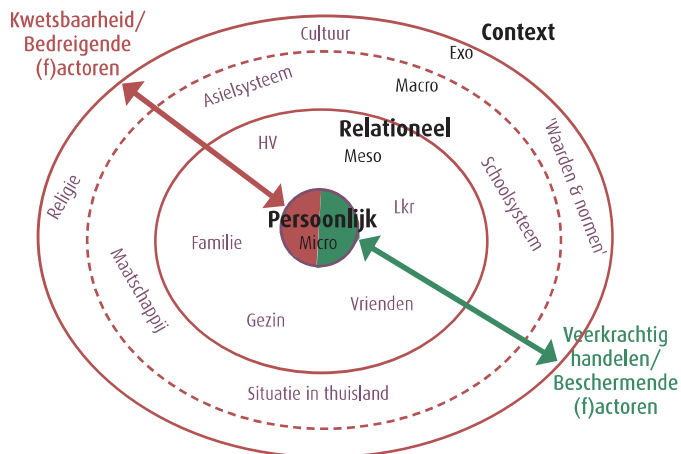 Kwetsbaarheid/
Bedreigende
(f)actoren
Cultuur
Context
Exo
Asielsysteem
Macro
'Waarden & normen'
HV
Relationeel
Meso
Schoolsysteem
Religie
Lkr
Persoonlijk
Micro
Familie
Maatschappij
Vrienden
Gezin
Veerkrachtig
handelen/
Beschermende
(f)actoren
Situatie in thuisland